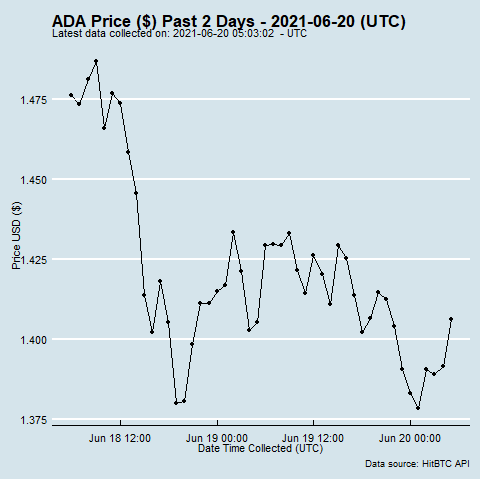 ADA Price ($) Past 2 Days - 2021-06-20 (UTC)
Latest data collected on: 2021-06-20 05:03:02 - UTC
1.475
1.450
1.425
1.400
1.375
Price USD ($)
Jun 18 12:00 Jun 19 00:00 Jun 19 12:00 Jun 20 00:00
Date Time Collected (UTC)
Data source: HitBTC API